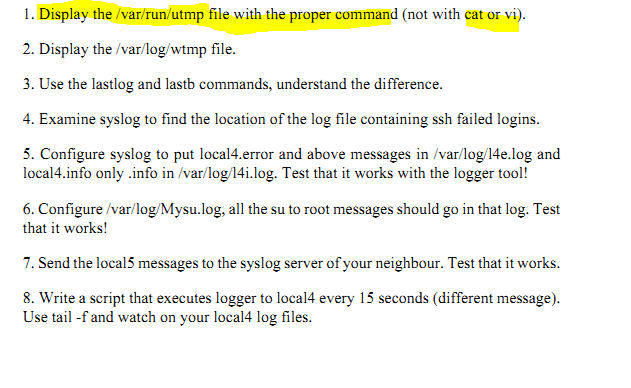 1. Display the /var/run/utmp file with the proper command (not with cat or vi).
2. Display the /var/log/wtmp file.
3. Use the lastlog and lastb commands, understand the difference.
4. Examine syslog to find the location of the log file containing ssh failed logins.
5. Configure syslog to put local4.error and above messages in /var/log/l4e.log and
local4.info only .info in /var/log/l4i.log. Test that it works with the logger tool!
6. Configure /var/log/Mysu.log, all the su to root messages should go in that log. Test
that it works!
7. Send the local5 messages to the syslog server of your neighbour. Test that it works.
8. Write a script that executes logger to local4 every 15 seconds (different message).
Use tail -f and watch on your local4 log files.